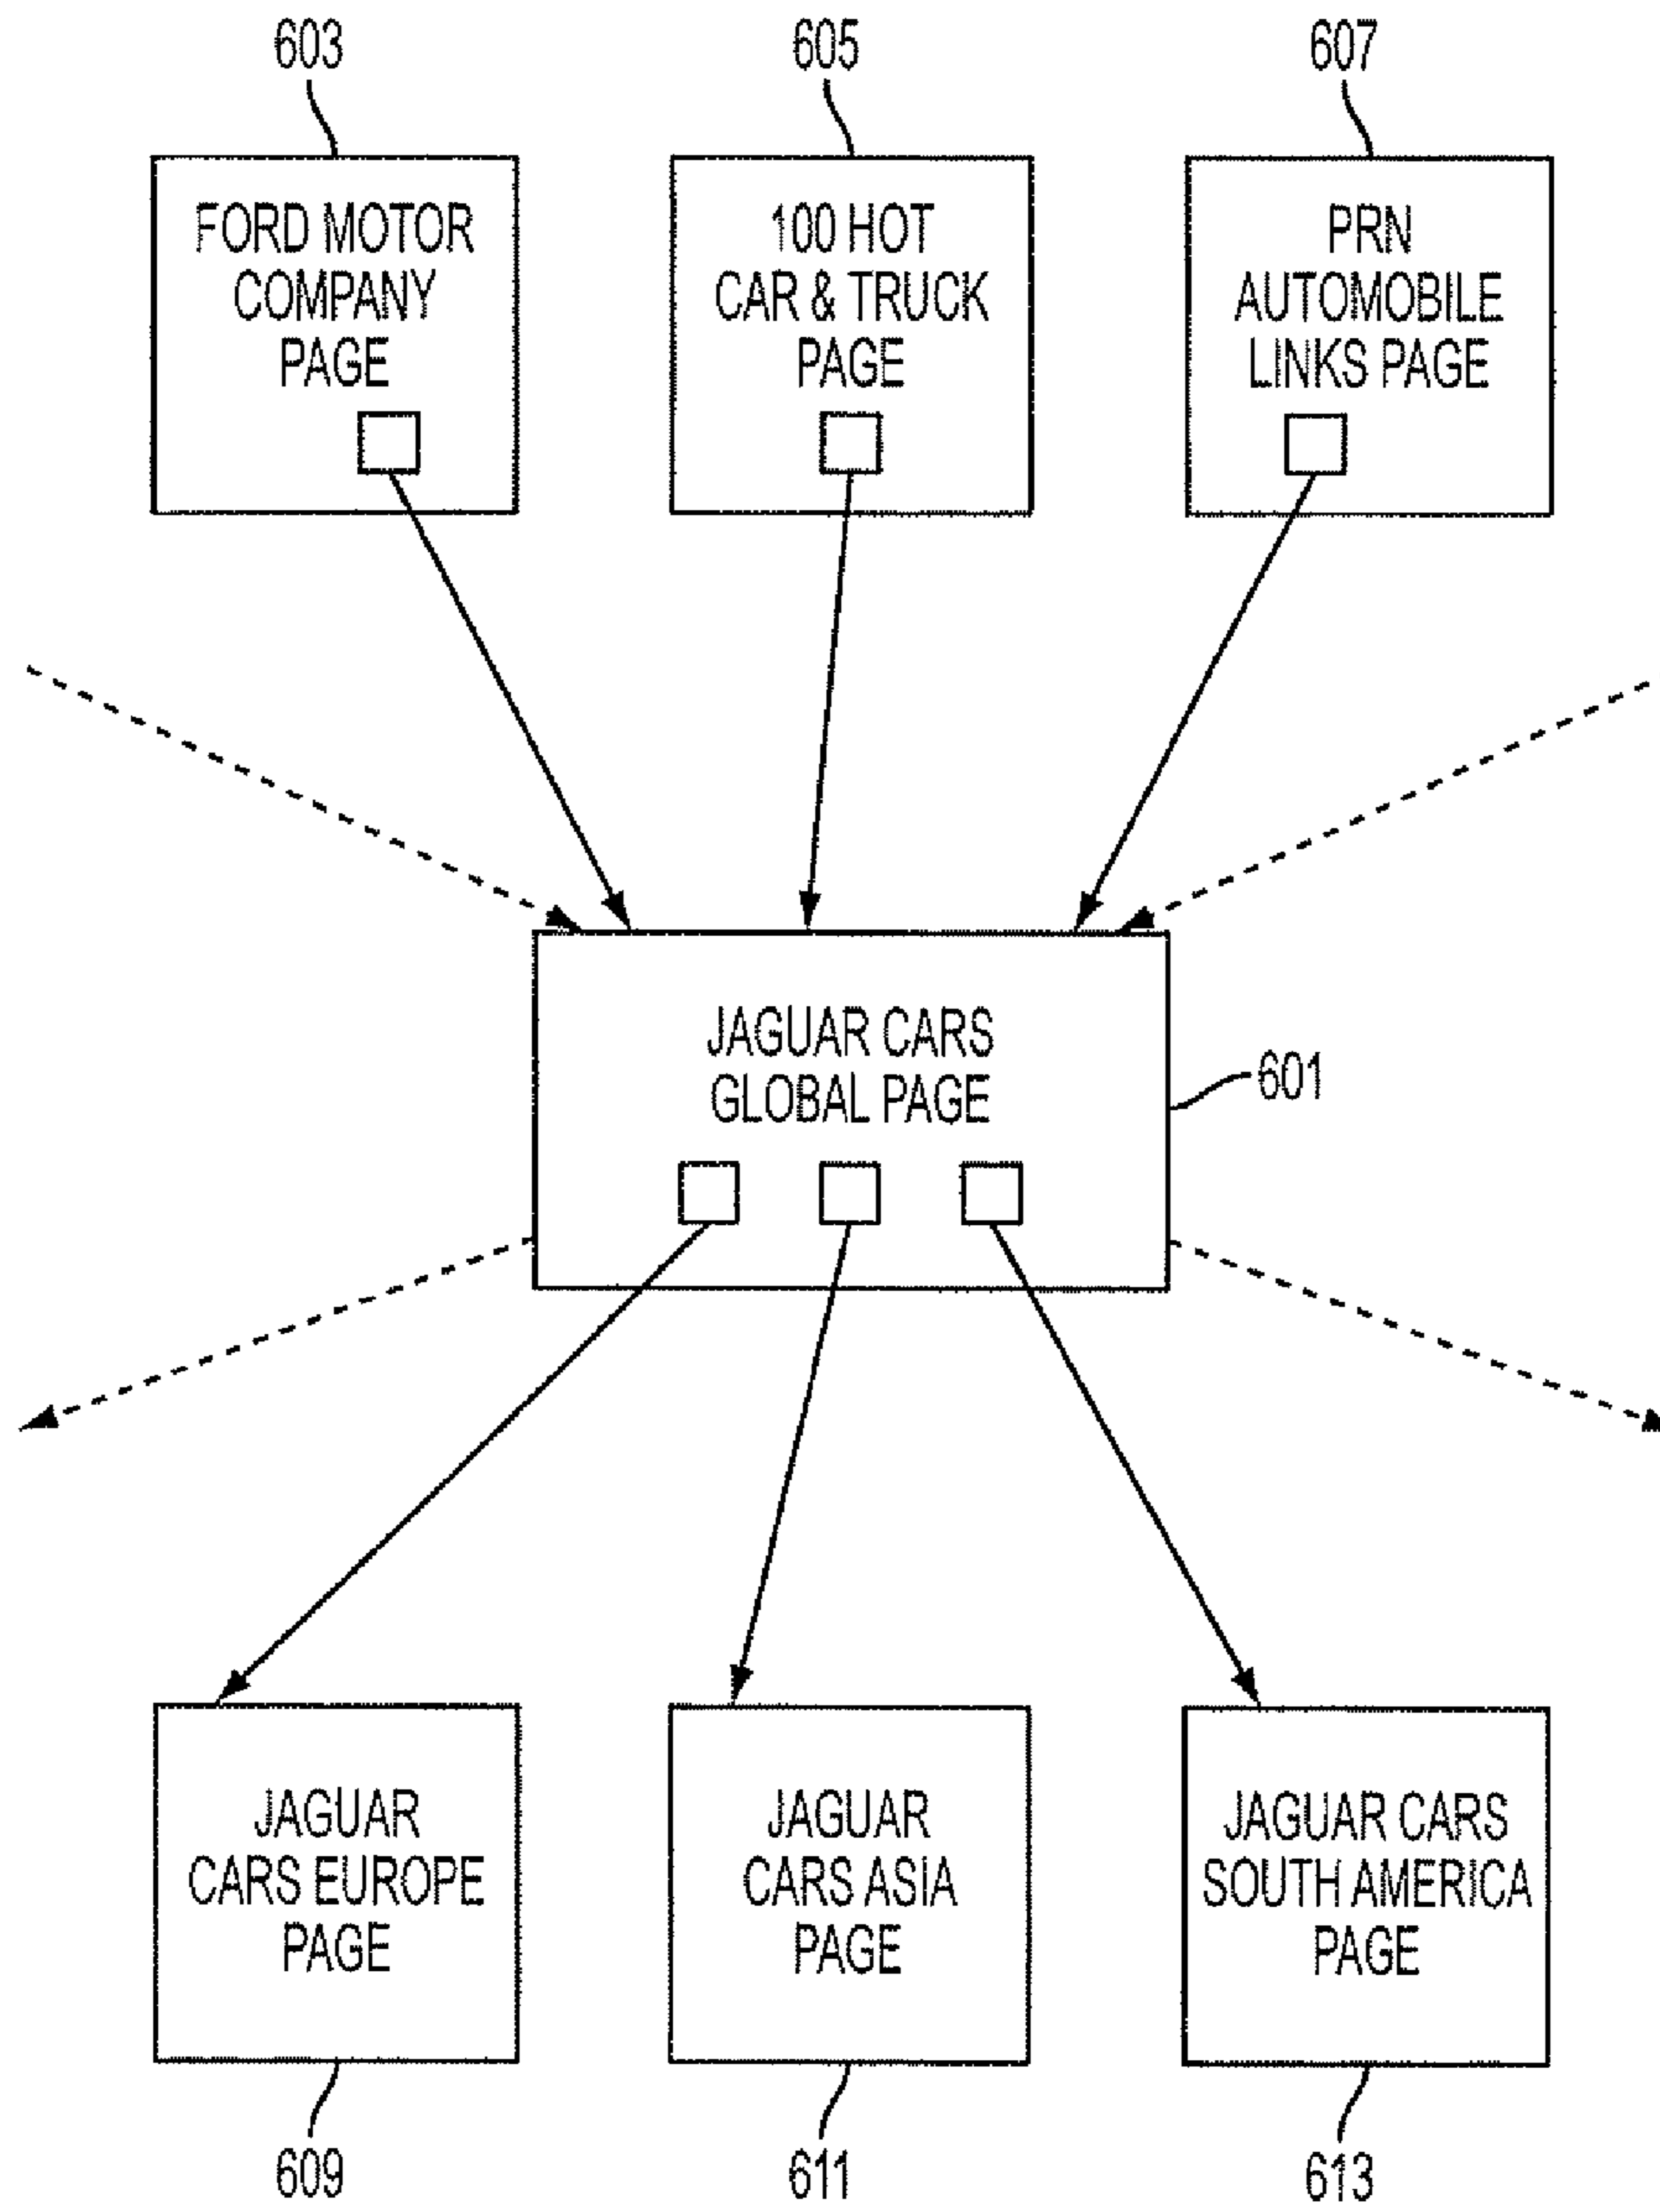 603
605
607
FORD MOTOR
COMPANY
PAGE
100 HOT
CAR & TRUCK
PAGE
PRN
AUTOMOBILE
LINKS PAGE
JAGUAR CARS
GLOBAL PAGE
601
JAGUAR
CARS EUROPE
PAGE
JAGUAR
CARS ASIA
PAGE
JAGUAR CARS
SOUTH AMERICA
PAGE
609
611
613